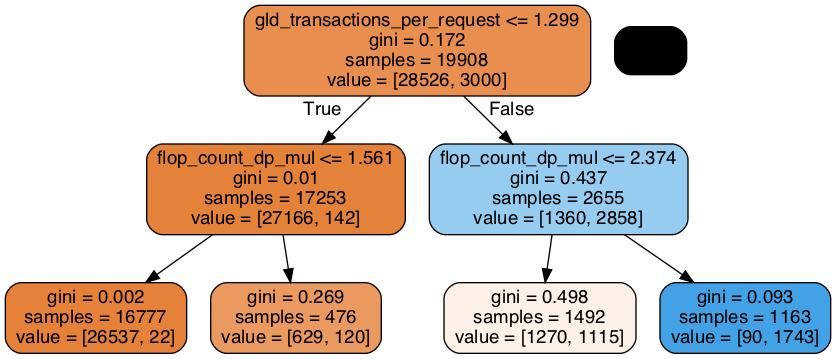 gld_transactions_per_request <= 1.299
gini = 0.172
samples = 19908
value = [28526, 3000]
True
False
flop_count_dp_mul <= 1.561
gini = 0.01
samples = 17253
value = [27166, 142]
flop_count_dp_mul <= 2.374
gini = 0.437
samples = 2655
value = [1360, 2858]
gini = 0.002
samples = 16777
value = [26537, 22]
gini = 0.269
samples = 476
value = [629, 120]
gini = 0.498
samples = 1492
value = [1270, 1115]
gini = 0.093
samples = 1163
value = [90, 1743]